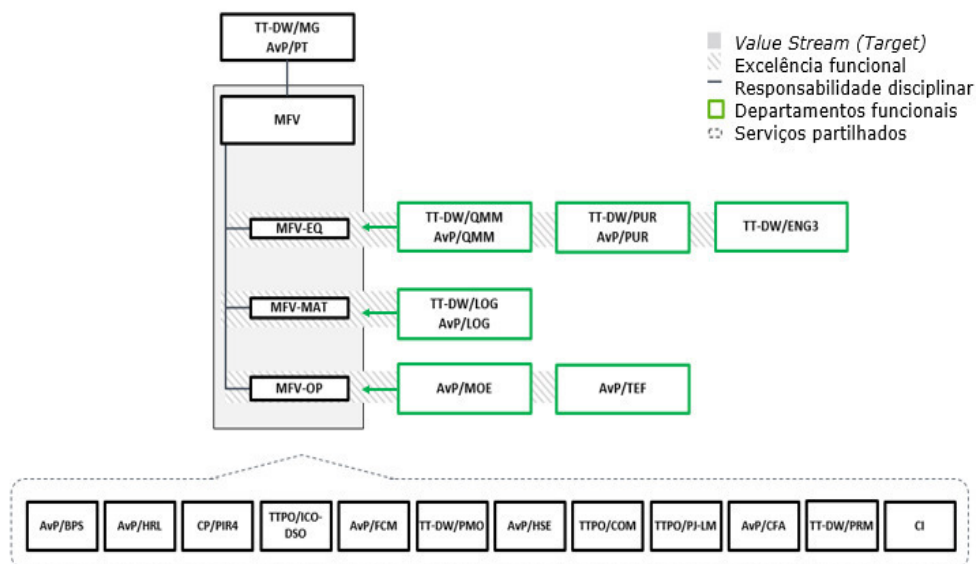 TT-DW/MG
AvP/PT
Value Stream (Target)
Excelência funcional
Responsabilidade disciplinar
Departamentos funcionais
Serviços partilhados
MFV
MFV-EQ
TT-DW/QMM
AvP/QMM
TT-DW/PUR
AvP/PUR
TT-DW/ENG3
MFV-MAT
TT-DW/LOG
AvP/LOG
MFV-OP
AvP/MOE
AvP/TEF
AvP/BPS
AvP/HRL
CP/PIR4
TTPO/ICO-
DSO
AvP/FCM
TT-DW/PMO
AvP/HSE
TTPO/COM
TTPO/PJ-LM
AvP/CFA
TT-DW/PRM
CI